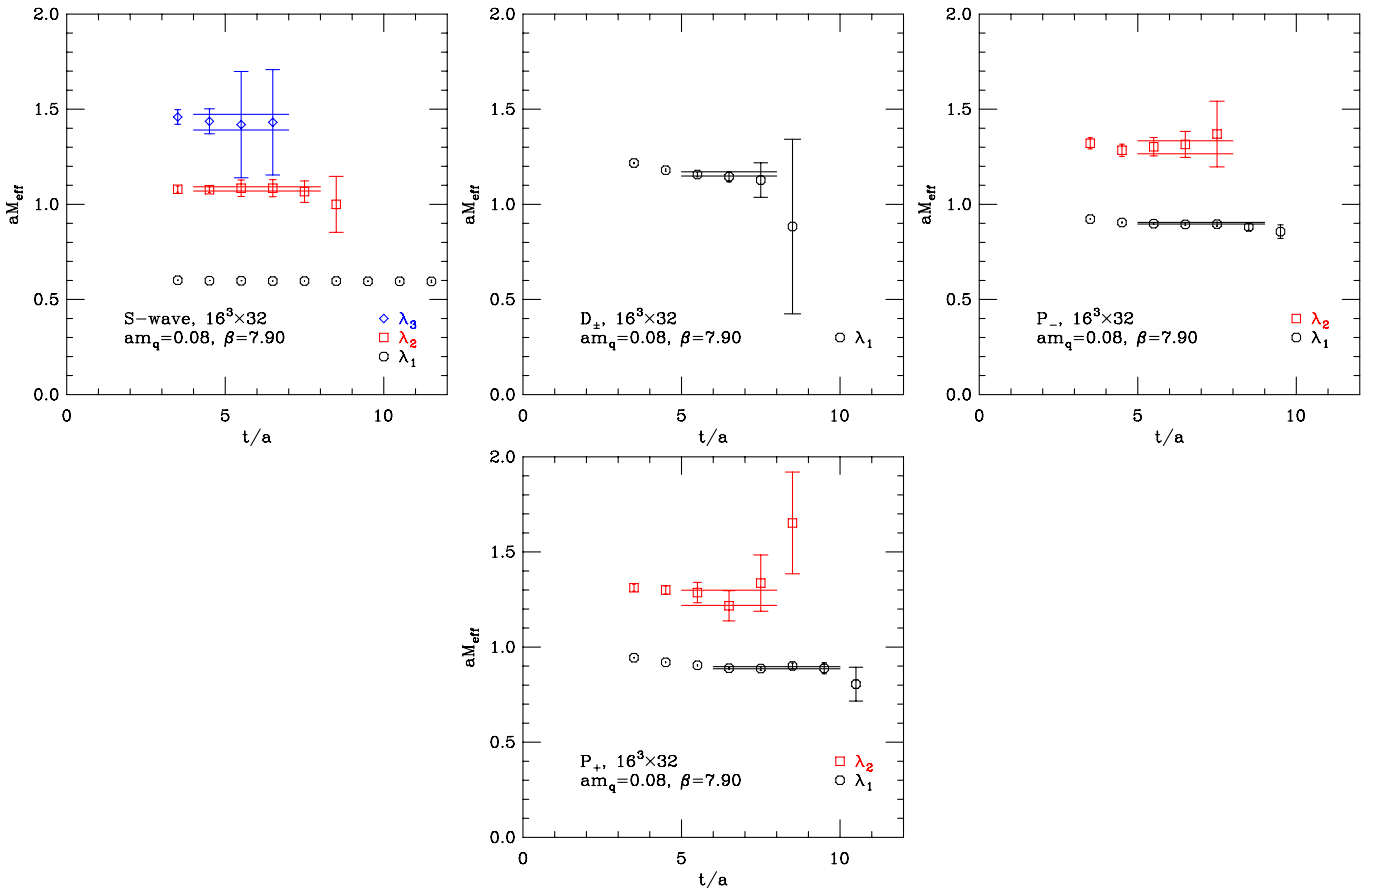 2.0
1.5
1.0
0.5
0.0
aM_eff
S-wave, 16³×32
am_q=0.08, β=7.90
λ₃
λ₂
λ₁
0 5 10
t/a
2.0
1.5
1.0
0.5
0.0
aM_eff
D_±, 16³×32
am_q=0.08, β=7.90
λ₁
0 5 10
t/a
2.0
1.5
1.0
0.5
0.0
aM_eff
P₋, 16³×32
am_q=0.08, β=7.90
λ₂
λ₁
0 5 10
t/a
2.0
1.5
1.0
0.5
0.0
aM_eff
P₊, 16³×32
am_q=0.08, β=7.90
λ₂
λ₁
0 5 10
t/a